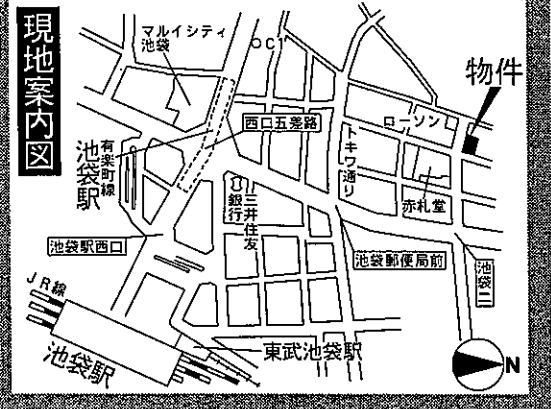 現地案内図
マルイシティ
池袋
C1
物件
西口五差路
ローソン
有楽町線
池袋駅
トキワ通り
三井住友
銀行
赤札堂
池袋駅西口
池袋郵便局前
池袋二
JR線
池袋駅
東武池袋駅
N